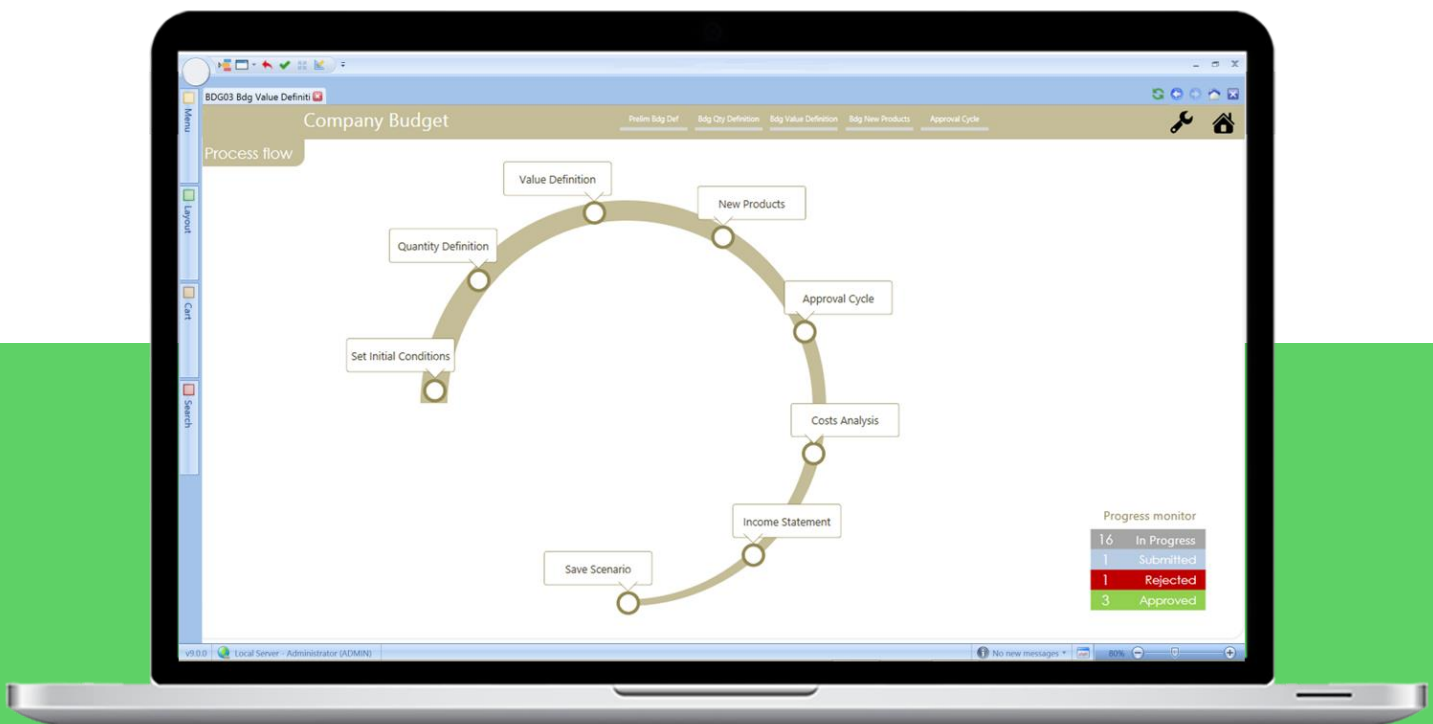 BDG03 Bdg Value Definiti
Menu
Company Budget
Prelim Bdg Def
Bdg Qty Definition
Bdg Value Definition
Bdg New Products
Approval Cycle
Process flow
Value Definition
New Products
Layout
Quantity Definition
Approval Cycle
Cart
Set Initial Conditions
Search
Costs Analysis
Income Statement
Progress monitor
16 In Progress
1 Submitted
1 Rejected
3 Approved
Save Scenario
v9.0.0 Local Server - Administrator (ADMIN)
No new messages
80%